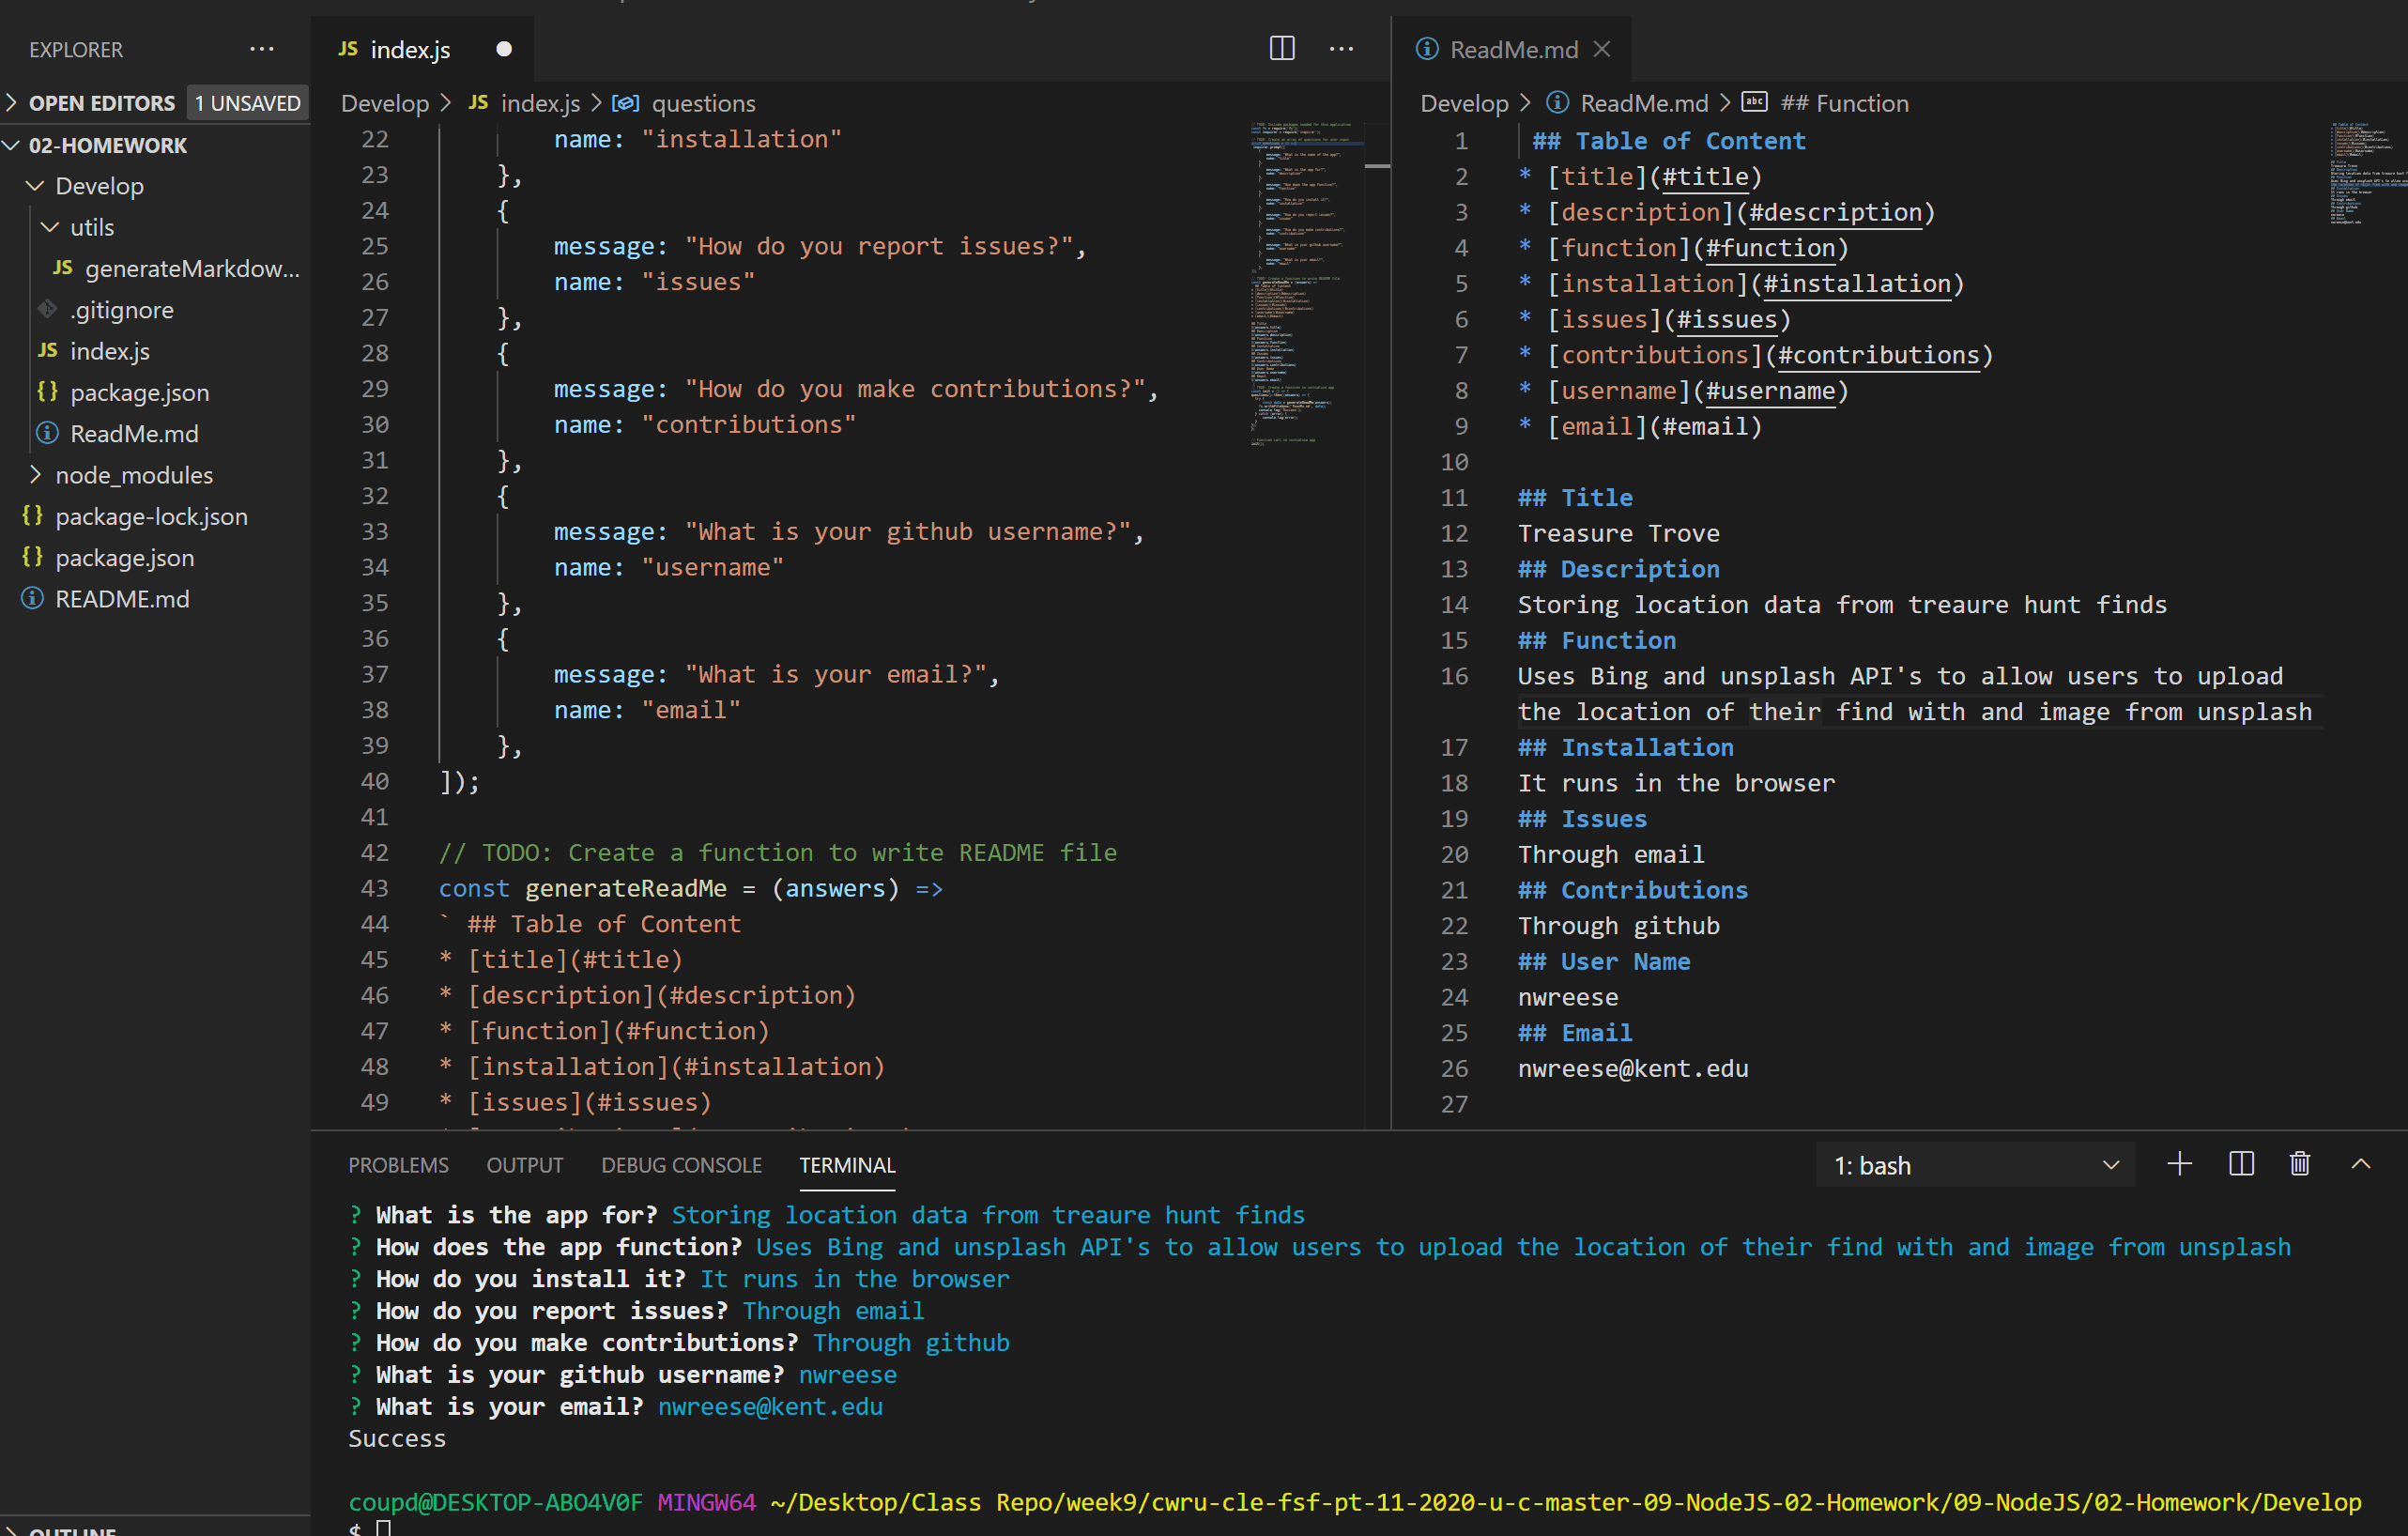 EXPLORER ...
OPEN EDITORS 1 UNSAVED
02-HOMEWORK
Develop
utils
JS generateMarkdow...
.gitignore
JS index.js
{} package.json
ReadMe.md
node_modules
{} package-lock.json
{} package.json
README.md
OUTLINE
JS index.js
Develop > JS index.js > questions
22 name: "installation"
23 },
24 {
25 message: "How do you report issues?",
26 name: "issues"
27 },
28 {
29 message: "How do you make contributions?",
30 name: "contributions"
31 },
32 {
33 message: "What is your github username?",
34 name: "username"
35 },
36 {
37 message: "What is your email?",
38 name: "email"
39 },
40 ]);
41
42 // TODO: Create a function to write README file
43 const generateReadMe = (answers) =>
44 ` ## Table of Content
45 * [title](#title)
46 * [description](#description)
47 * [function](#function)
48 * [installation](#installation)
49 * [issues](#issues)
ReadMe.md
Develop > ReadMe.md > abc ## Function
1 ## Table of Content
2 * [title](#title)
3 * [description](#description)
4 * [function](#function)
5 * [installation](#installation)
6 * [issues](#issues)
7 * [contributions](#contributions)
8 * [username](#username)
9 * [email](#email)
10
11 ## Title
12 Treasure Trove
13 ## Description
14 Storing location data from treaure hunt finds
15 ## Function
16 Uses Bing and unsplash API's to allow users to upload
the location of their find with and image from unsplash
17 ## Installation
18 It runs in the browser
19 ## Issues
20 Through email
21 ## Contributions
22 Through github
23 ## User Name
24 nwreese
25 ## Email
26 nwreese@kent.edu
27
PROBLEMS OUTPUT DEBUG CONSOLE TERMINAL 1: bash
? What is the app for? Storing location data from treaure hunt finds
? How does the app function? Uses Bing and unsplash API's to allow users to upload the location of their find with and image from unsplash
? How do you install it? It runs in the browser
? How do you report issues? Through email
? How do you make contributions? Through github
? What is your github username? nwreese
? What is your email? nwreese@kent.edu
Success
coupd@DESKTOP-ABO4V0F MINGW64 ~/Desktop/Class Repo/week9/cwru-cle-fsf-pt-11-2020-u-c-master-09-NodeJS-02-Homework/09-NodeJS/02-Homework/Develop
$